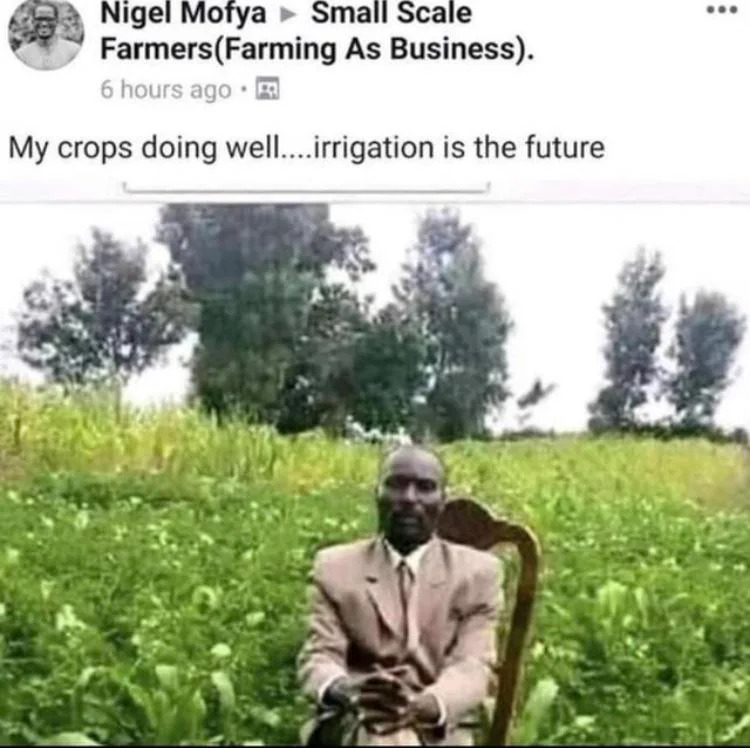 Nigel Mofya ▸ Small Scale
Farmers(Farming As Business).
6 hours ago ·
My crops doing well....irrigation is the future